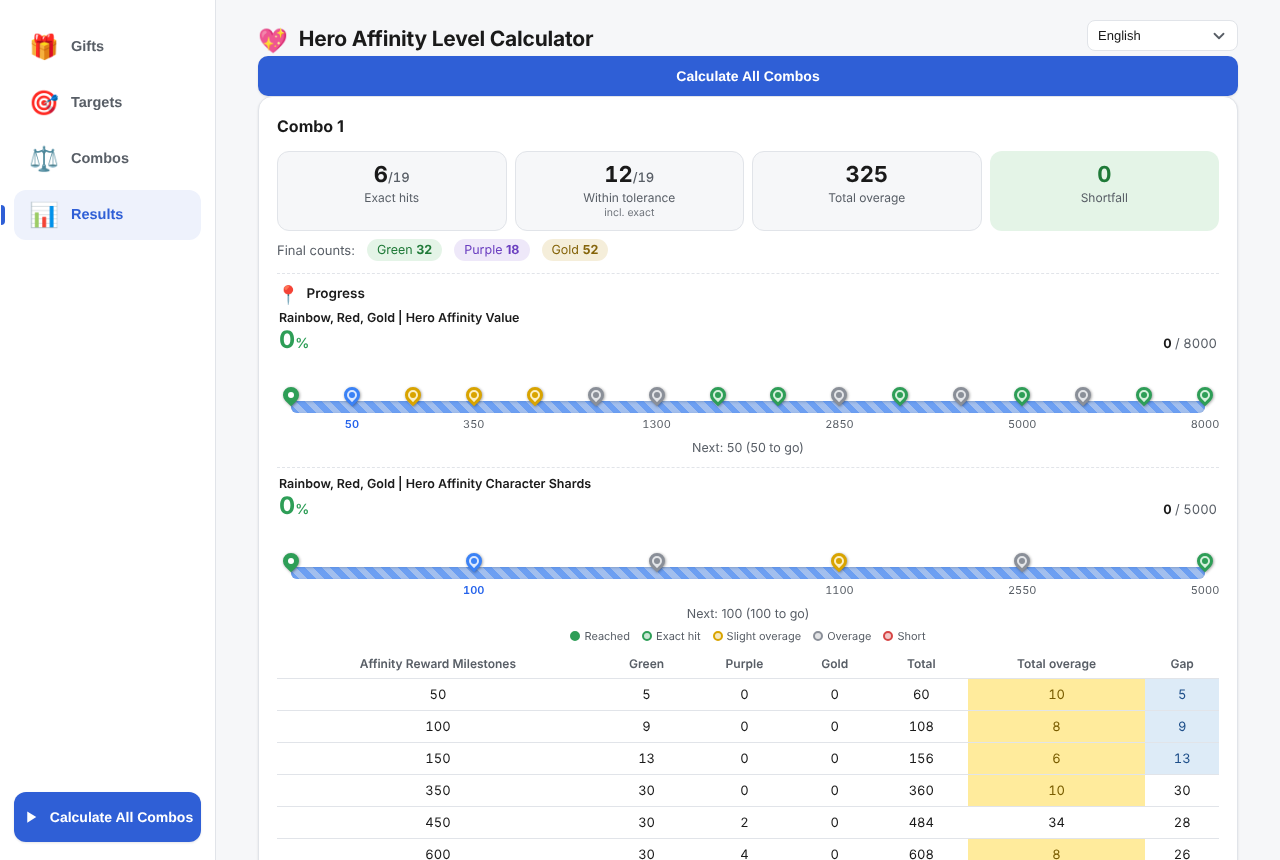 Gifts
Targets
Combos
Results
Calculate All Combos
Hero Affinity Level Calculator
English
Calculate All Combos
Combo 1
6/19
Exact hits
12/19
Within tolerance
incl. exact
325
Total overage
0
Shortfall
Final counts: Green 32 Purple 18 Gold 52
Progress
Rainbow, Red, Gold | Hero Affinity Value
0% 0 / 8000
50 350 1300 2850 5000 8000
Next: 50 (50 to go)
Rainbow, Red, Gold | Hero Affinity Character Shards
0% 0 / 5000
100 1100 2550 5000
Next: 100 (100 to go)
Reached Exact hit Slight overage Overage Short
Affinity Reward Milestones Green Purple Gold Total Total overage Gap
50 5 0 0 60 10 5
100 9 0 0 108 8 9
150 13 0 0 156 6 13
350 30 0 0 360 10 30
450 30 2 0 484 34 28
600 30 4 0 608 8 26